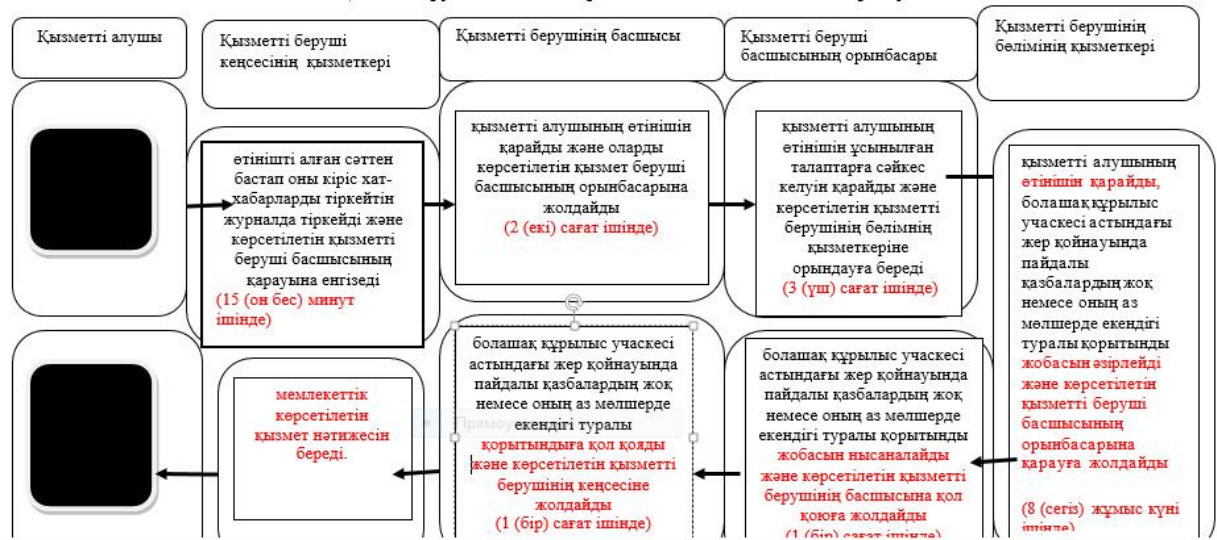 Қызметті алушы
Қызметті беруші
кеңсесінің қызметкері
Қызметті берушінің басшысы
Қызметті беруші
басшысының орынбасары
Қызметті берушінің
бөлімінің қызметкері
өтінішті алған сәттен
бастап оны кіріс хат-
хабарларды тіркейтін
журналда тіркейді және
көрсетілетін қызметті
беруші басшысының
қарауына енгізеді
(15 (он бес) минут
ішінде)
қызметті алушының өтінішін
қарайды және оларды
көрсетілетін қызмет беруші
басшысының орынбасарына
жолдайды
(2 (екі) сағат ішінде)
қызметті алушының
өтінішін ұсынылған
талаптарға сәйкес
келуін қарайды және
көрсетілетін қызметті
берушінің бөлімнің
қызметкеріне
орындауға береді
(3 (үш) сағат ішінде)
қызметті алушының
өтінішін қарайды,
болашақ құрылыс
учаскесі астындағы
жер қойнауында
пайдалы
қазбалардың жоқ
немесе оның аз
мөлшерде екендігі
туралы қорытынды
жобасын әзірлейді
және көрсетілетін
қызметті беруші
басшысының
орынбасарына
қарауға жолдайды
(8 (сегіз) жұмыс күні
ішінде)
болашақ құрылыс учаскесі
астындағы жер қойнауында
пайдалы қазбалардың жоқ
немесе оның аз мөлшерде
екендігі туралы қорытынды
жобасын нысаналайды
және көрсетілетін қызметті
берушінің басшысына қол
қоюға жолдайды
(1 (бір) сағат ішінде)
болашақ құрылыс учаскесі
астындағы жер қойнауында
пайдалы қазбалардың жоқ
немесе оның аз мөлшерде
екендігі туралы
қорытындыға қол қояды
және көрсетілетін қызметті
берушінің кеңсесіне
жолдайды
(1 (бір) сағат ішінде)
мемлекеттік
көрсетілетін
қызмет нәтижесін
береді.